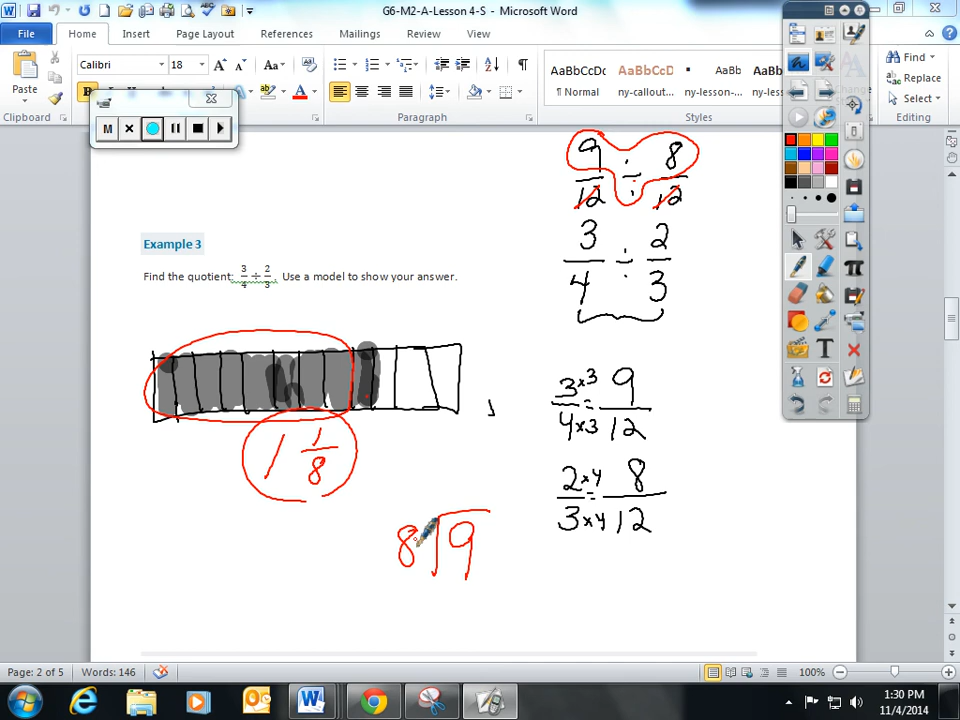 G6-M2-A-Lesson 4-S - Microsoft Word
File Home Insert Page Layout References Mailings Review View
Calibri 18 A A Aa
Paste
B
AaBbCcDc AaBbCcD AaBb AaBb
¶ Normal ny-callout... ny-lesson-... ny-less
Find
Replace
Select
Clipboard Paragraph Styles Editing
M
9/12 ÷ 8/12
3/4 ÷ 2/3
Example 3
Find the quotient: 3/4 ÷ 2/3 . Use a model to show your answer.
1 1/8
3×3/4×3 = 9/12
2×4/3×4 = 8/12
8 9
Page: 2 of 5 Words: 146 100%
1:30 PM
11/4/2014